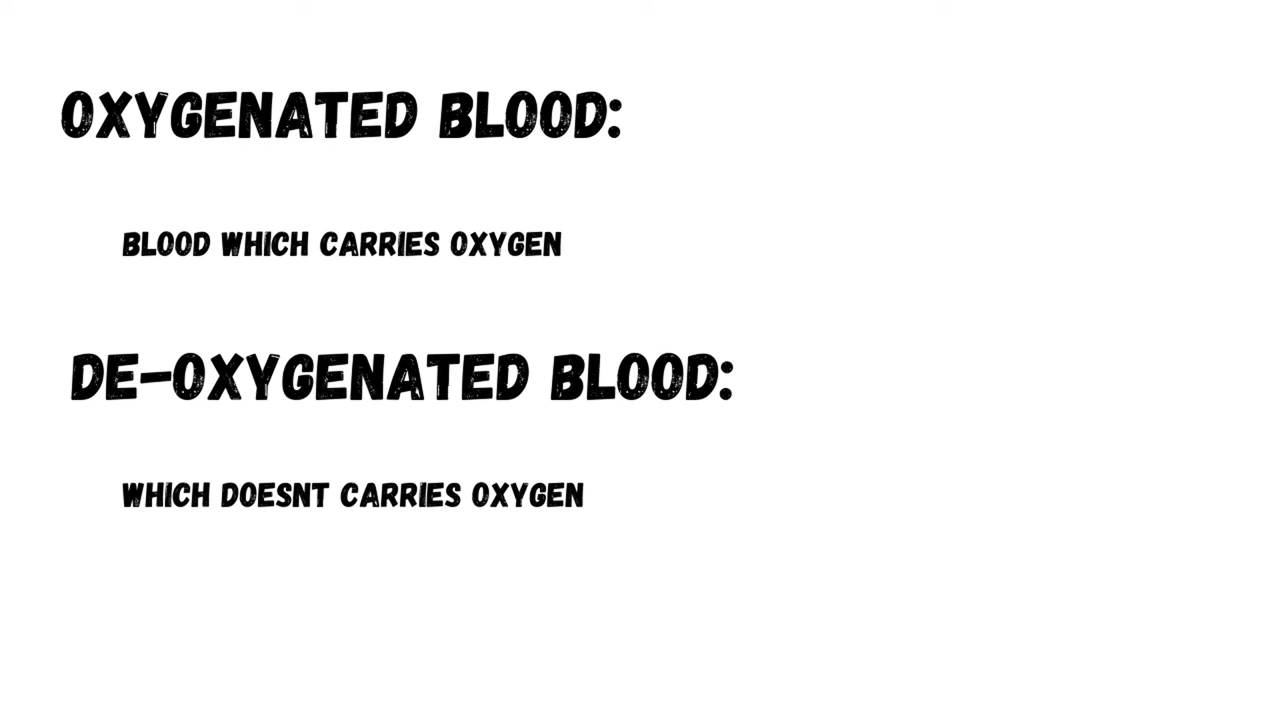 OXYGENATED BLOOD:
BLOOD WHICH CARRIES OXYGEN
DE-OXYGENATED BLOOD:
WHICH DOESNT CARRIES OXYGEN